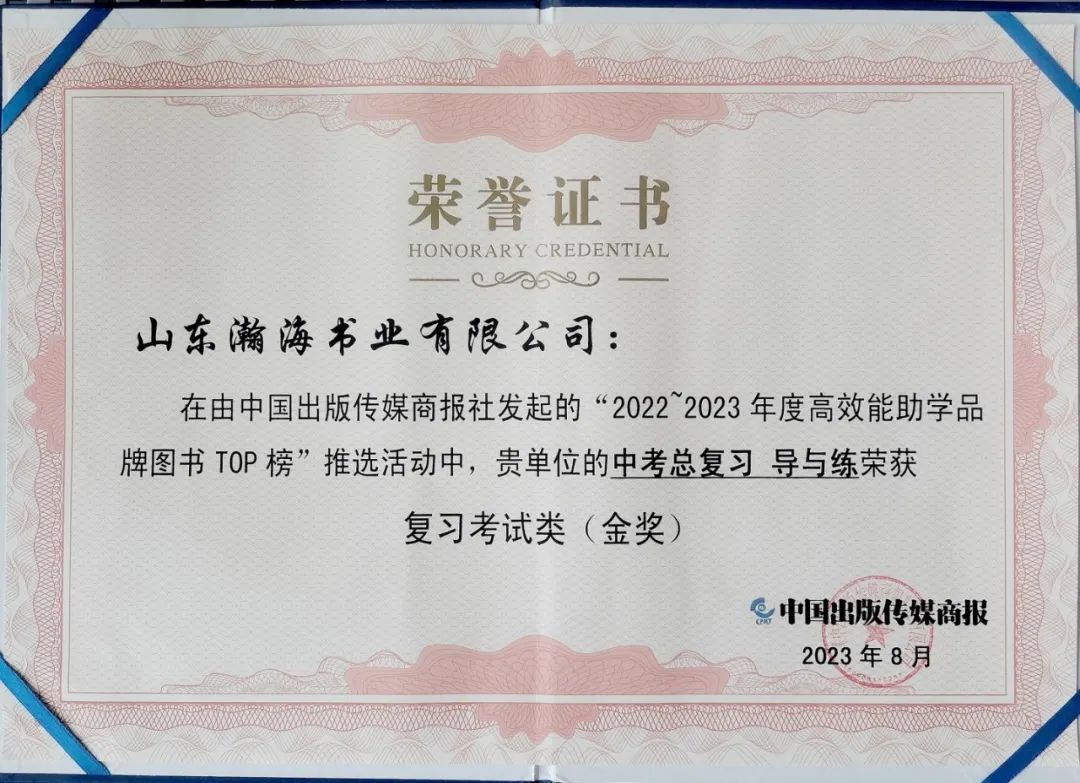 荣誉证书
HONORARY CREDENTIAL
山东瀚海书业有限公司：
在由中国出版传媒商报社发起的“2022~2023年度高效能助学品
牌图书TOP榜”推选活动中，贵单位的中考总复习 导与练荣获
复习考试类（金奖）
中国出版传媒商报
2023年8月